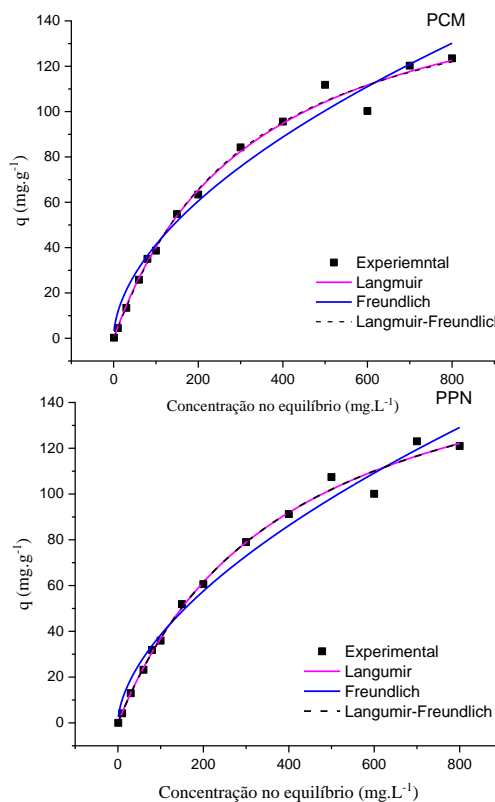 PCM
140
120
100
80
60
40
20
0
q (mg.g⁻¹)
Experiemntal
Langmuir
Freundlich
Langmuir-Freundlich
0 200 400 600 800
Concentração no equilíbrio (mg.L⁻¹)
PPN
140
120
100
80
60
40
20
0
q (mg.g⁻¹)
Experimental
Langumir
Freundlich
Langumir-Freundlich
0 200 400 600 800
Concentração no equilíbrio (mg.L⁻¹)